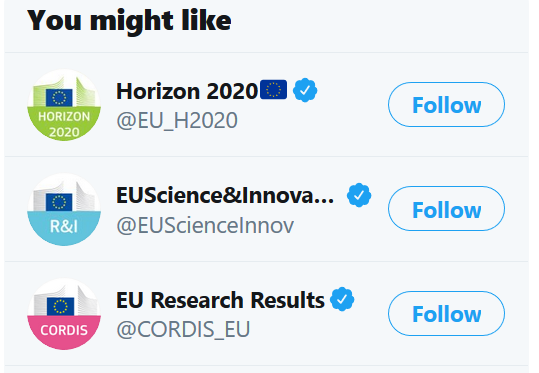 You might like
HORIZON
2020
Horizon 2020
@EU_H2020
Follow
R&I
EUScience&Innova...
@EUScienceInnov
Follow
CORDIS
EU Research Results
@CORDIS_EU
Follow